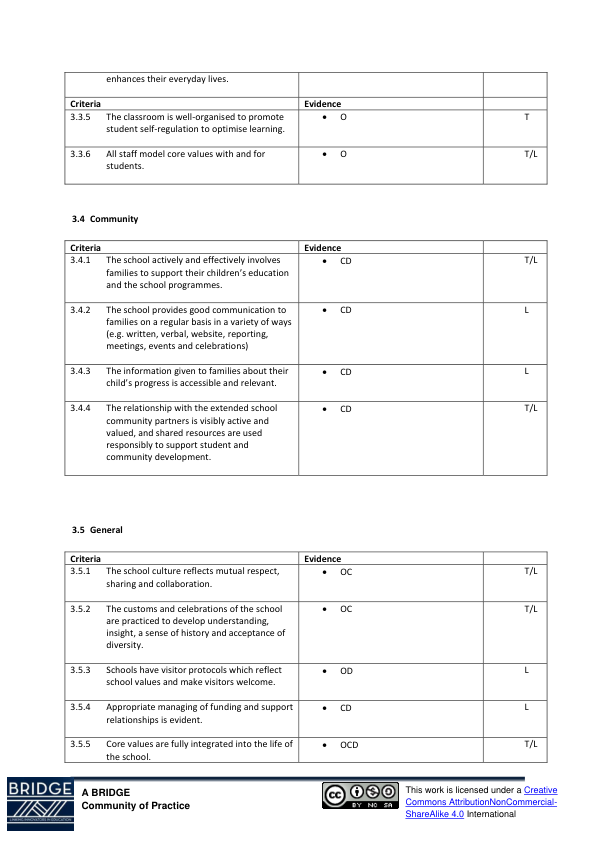 enhances their everyday lives.
Criteria Evidence
3.3.5 The classroom is well-organised to promote • O T
student self-regulation to optimise learning.
3.3.6 All staff model core values with and for • O T/L
students.
3.4 Community
Criteria Evidence
3.4.1 The school actively and effectively involves • CD T/L
families to support their children's education
and the school programmes.
3.4.2 The school provides good communication to • CD L
families on a regular basis in a variety of ways
(e.g. written, verbal, website, reporting,
meetings, events and celebrations)
3.4.3 The information given to families about their • CD L
child's progress is accessible and relevant.
3.4.4 The relationship with the extended school • CD T/L
community partners is visibly active and
valued, and shared resources are used
responsibly to support student and
community development.
3.5 General
Criteria Evidence
3.5.1 The school culture reflects mutual respect, • OC T/L
sharing and collaboration.
3.5.2 The customs and celebrations of the school • OC T/L
are practiced to develop understanding,
insight, a sense of history and acceptance of
diversity.
3.5.3 Schools have visitor protocols which reflect • OD L
school values and make visitors welcome.
3.5.4 Appropriate managing of funding and support • CD L
relationships is evident.
3.5.5 Core values are fully integrated into the life of • OCD T/L
the school.
BRIDGE
LINKING INNOVATORS IN EDUCATION
A BRIDGE
Community of Practice
cc
BY NC SA
This work is licensed under a Creative
Commons AttributionNonCommercial-
ShareAlike 4.0 International